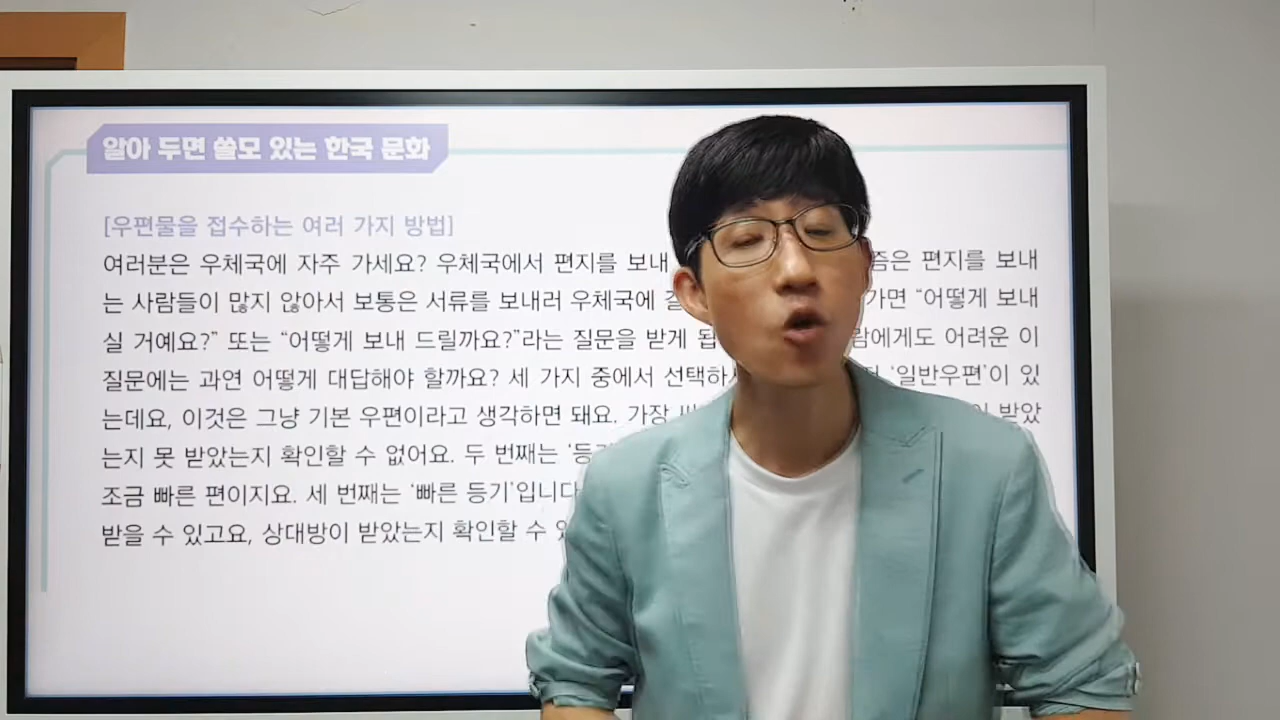 알아 두면 쓸모 있는 한국 문화
[우편물을 접수하는 여러 가지 방법]
여러분은 우체국에 자주 가세요? 우체국에서 편지를 보내 편지를 보내
는 사람들이 많지 않아서 보통은 서류를 보내러 우체국에 가면 “어떻게 보내
실 거예요?” 또는 “어떻게 보내 드릴까요?”라는 질문을 받게 어려운 이
질문에는 과연 어떻게 대답해야 할까요? 세 가지 중에서 ‘일반우편’이 있
는데요, 이것은 그냥 기본 우편이라고 생각하면 돼요. 가장 받았
는지 못 받았는지 확인할 수 없어요. 두 번째는
조금 빠른 편이지요. 세 번째는 ‘빠른 등기’입니다
받을 수 있고요, 상대방이 받았는지 확인할 수